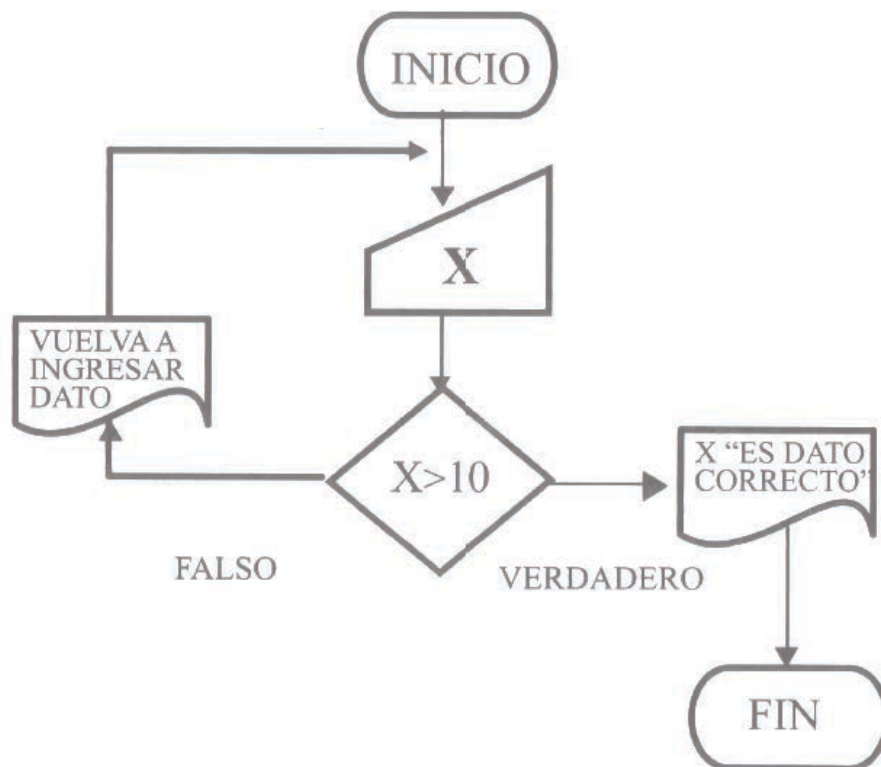 INICIO
X
VUELVA A
INGRESAR
DATO
X>10
X “ES DATO
CORRECTO”
FALSO
VERDADERO
FIN